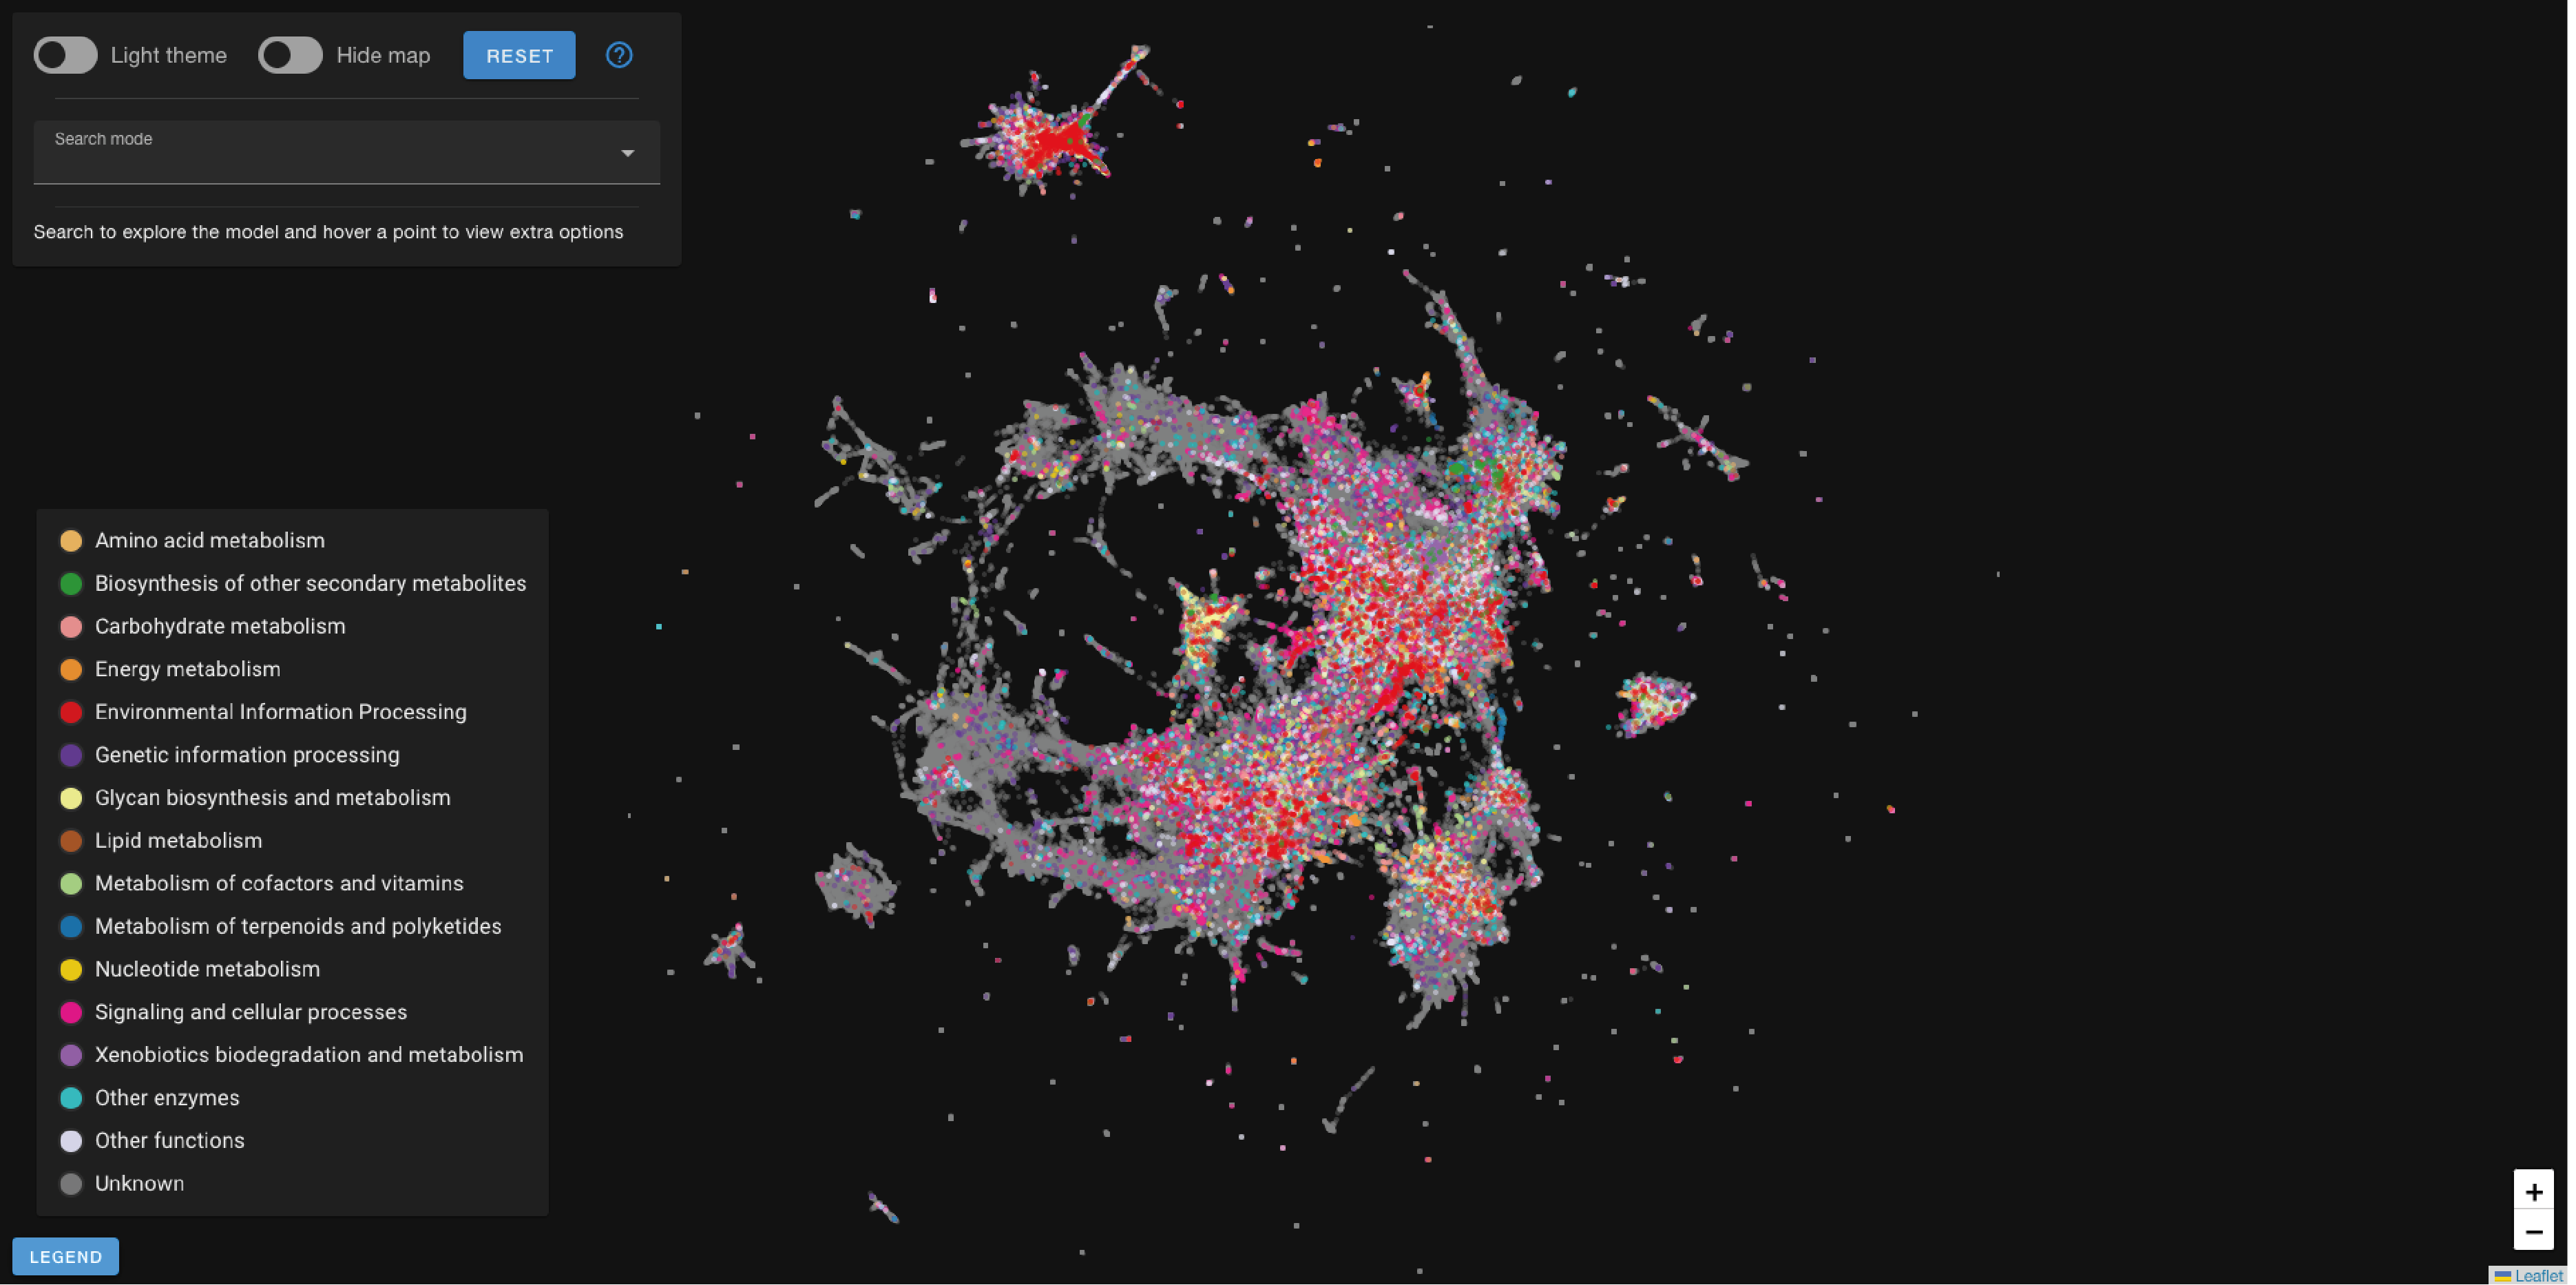 Light theme
Hide map
RESET
?
Search mode
Search to explore the model and hover a point to view extra options
Amino acid metabolism
Biosynthesis of other secondary metabolites
Carbohydrate metabolism
Energy metabolism
Environmental Information Processing
Genetic information processing
Glycan biosynthesis and metabolism
Lipid metabolism
Metabolism of cofactors and vitamins
Metabolism of terpenoids and polyketides
Nucleotide metabolism
Signaling and cellular processes
Xenobiotics biodegradation and metabolism
Other enzymes
Other functions
Unknown
LEGEND
+
−
Leaflet